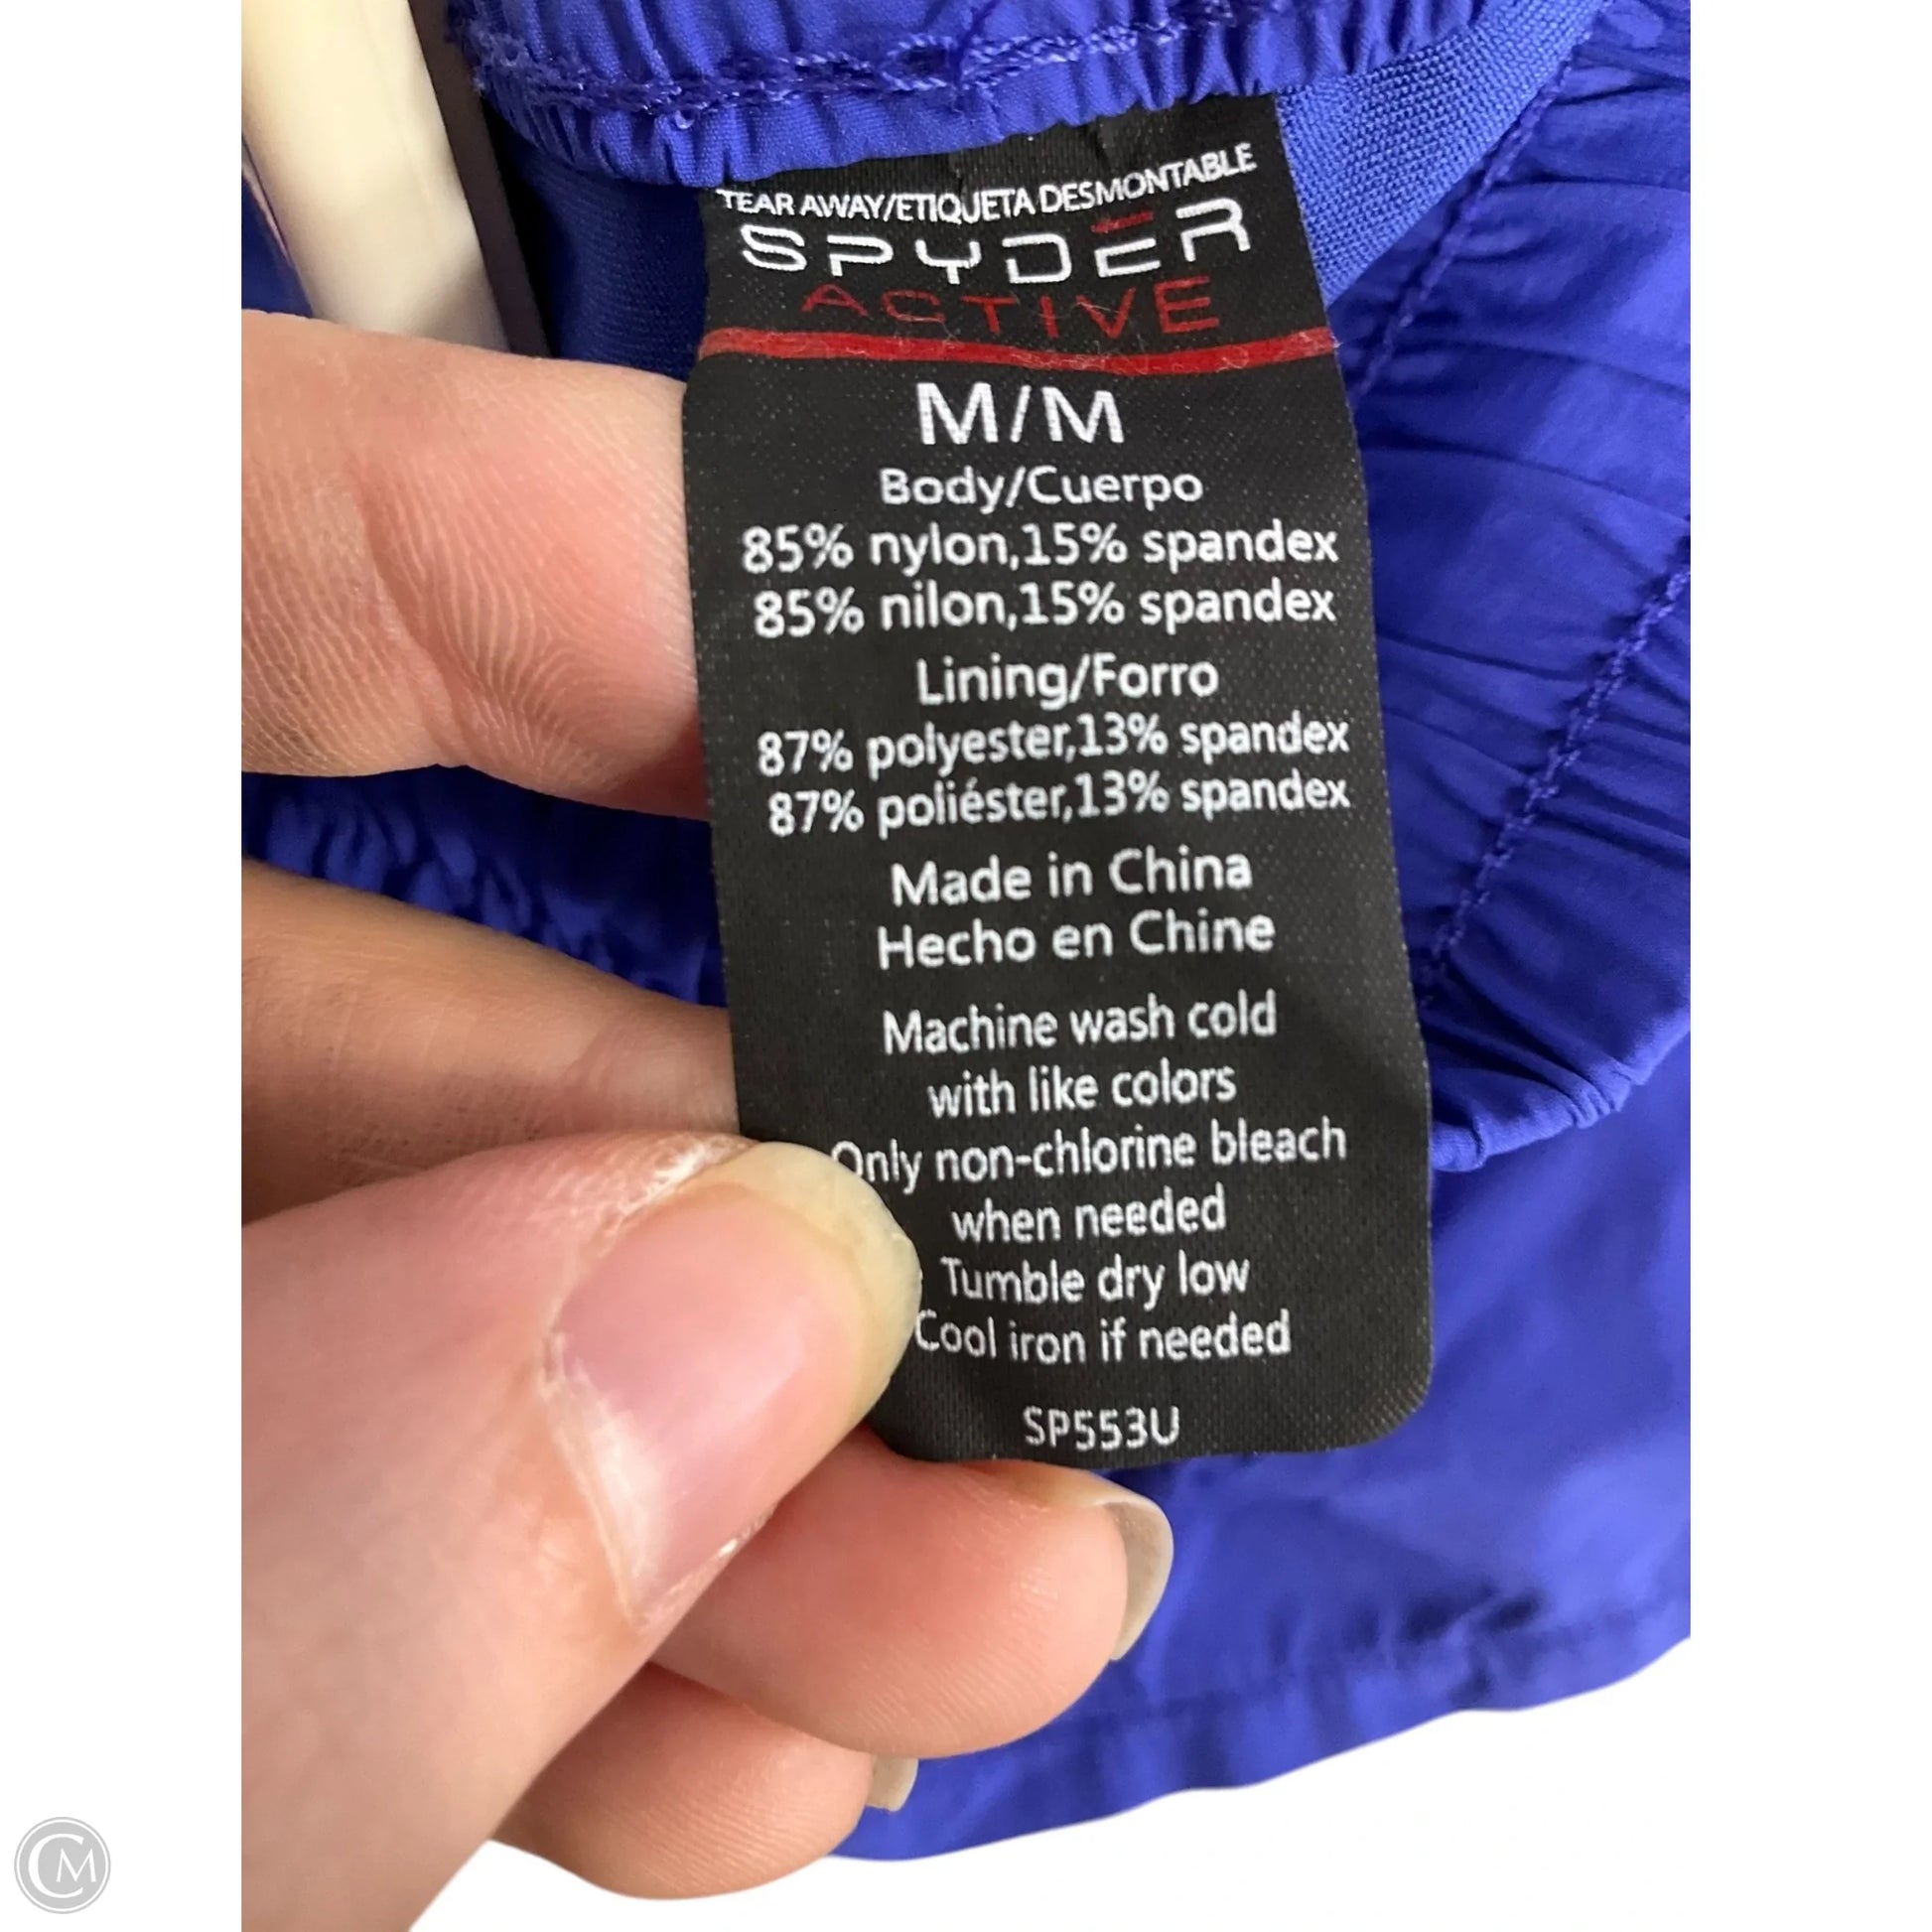 TEAR AWAY/ETIQUETA DESMONTABLE
SPYDER
ACTIVE
M/M
Body/Cuerpo
85% nylon,15% spandex
85% nilon,15% spandex
Lining/Forro
87% polyester,13% spandex
87% poliéster,13% spandex
Made in China
Hecho en Chine
Machine wash cold
with like colors
Only non-chlorine bleach
when needed
Tumble dry low
Cool iron if needed
SP553U
CM